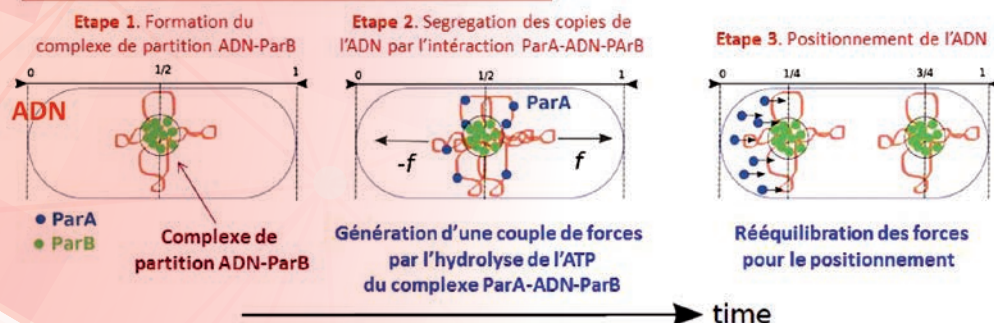 Etape 1. Formation du
complexe de partition ADN-ParB
0 1/2 1
ADN
ParA
ParB
Complexe de
partition ADN-ParB
Etape 2. Segregation des copies de
l'ADN par l'intéraction ParA-ADN-PArB
0 1/2 1
ParA
-f f
Génération d'une couple de forces
par l'hydrolyse de l'ATP
du complexe ParA-ADN-ParB
Etape 3. Positionnement de l'ADN
0 1/4 3/4 1
Rééquilibration des forces
pour le positionnement
time